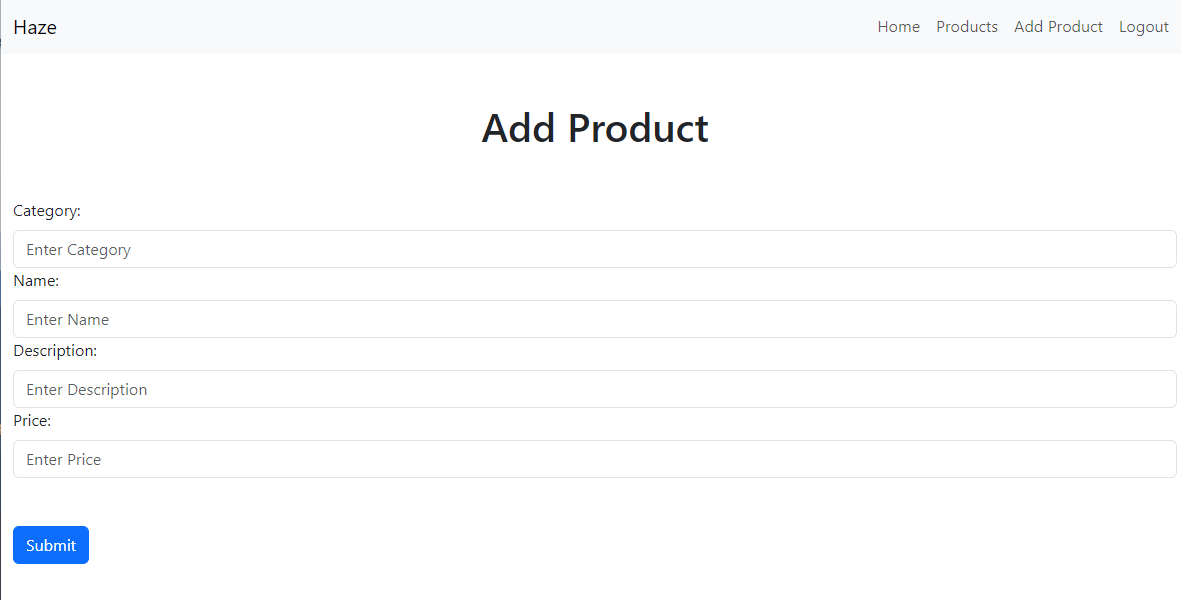 Haze Home Products Add Product Logout
Add Product
Category:
Enter Category
Name:
Enter Name
Description:
Enter Description
Price:
Enter Price
Submit